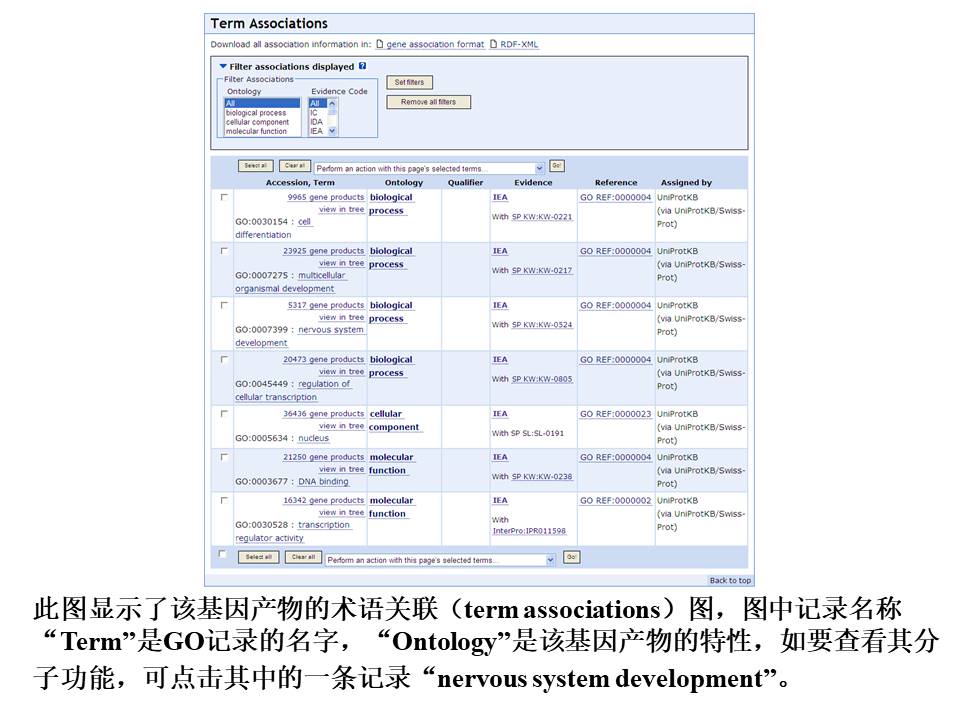 Term Associations
Download all association information in: gene association format RDF-XML
Filter associations displayed ?
Filter Associations
Ontology Evidence Code
All All
biological process IC
cellular component IDA
molecular function IEA
Set filters
Remove all filters
Select all Clear all Perform an action with this page's selected terms... Go!
Accession, Term Ontology Qualifier Evidence Reference Assigned by
9965 gene products biological IEA GO REF:0000004 UniProtKB
view in tree process With SP KW:KW-0221 (via UniProtKB/Swiss-
GO:0030154 : cell Prot)
differentiation
23925 gene products biological IEA GO REF:0000004 UniProtKB
view in tree process With SP KW:KW-0217 (via UniProtKB/Swiss-
GO:0007275 : multicellular Prot)
organismal development
5317 gene products biological IEA GO REF:0000004 UniProtKB
view in tree process With SP KW:KW-0524 (via UniProtKB/Swiss-
GO:0007399 : nervous system Prot)
development
20473 gene products biological IEA GO REF:0000004 UniProtKB
view in tree process With SP KW:KW-0805 (via UniProtKB/Swiss-
GO:0045449 : regulation of Prot)
cellular transcription
36436 gene products cellular IEA GO REF:0000023 UniProtKB
view in tree component With SP SL:SL-0191 (via UniProtKB/Swiss-
GO:0005634 : nucleus Prot)
21250 gene products molecular IEA GO REF:0000004 UniProtKB
view in tree function With SP KW:KW-0238 (via UniProtKB/Swiss-
GO:0003677 : DNA binding Prot)
16342 gene products molecular IEA GO REF:0000002 UniProtKB
view in tree function With (via UniProtKB/Swiss-
GO:0030528 : transcription InterPro:IPR011598 Prot)
regulator activity
Select all Clear all Perform an action with this page's selected terms... Go!
Back to top
此图显示了该基因产物的术语关联（term associations）图，图中记录名称
“Term”是GO记录的名字，“Ontology”是该基因产物的特性，如要查看其分
子功能，可点击其中的一条记录“nervous system development”。